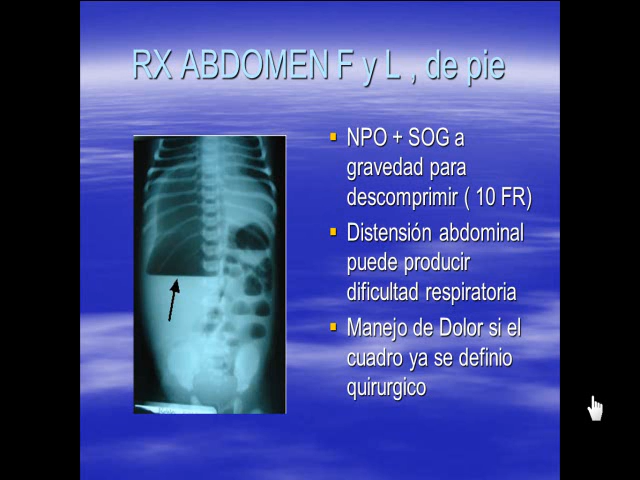 RX ABDOMEN F y L , de pie
NPO + SOG a
gravedad para
descomprimir ( 10 FR)
Distensión abdominal
puede producir
dificultad respiratoria
Manejo de Dolor si el
cuadro ya se definio
quirurgico